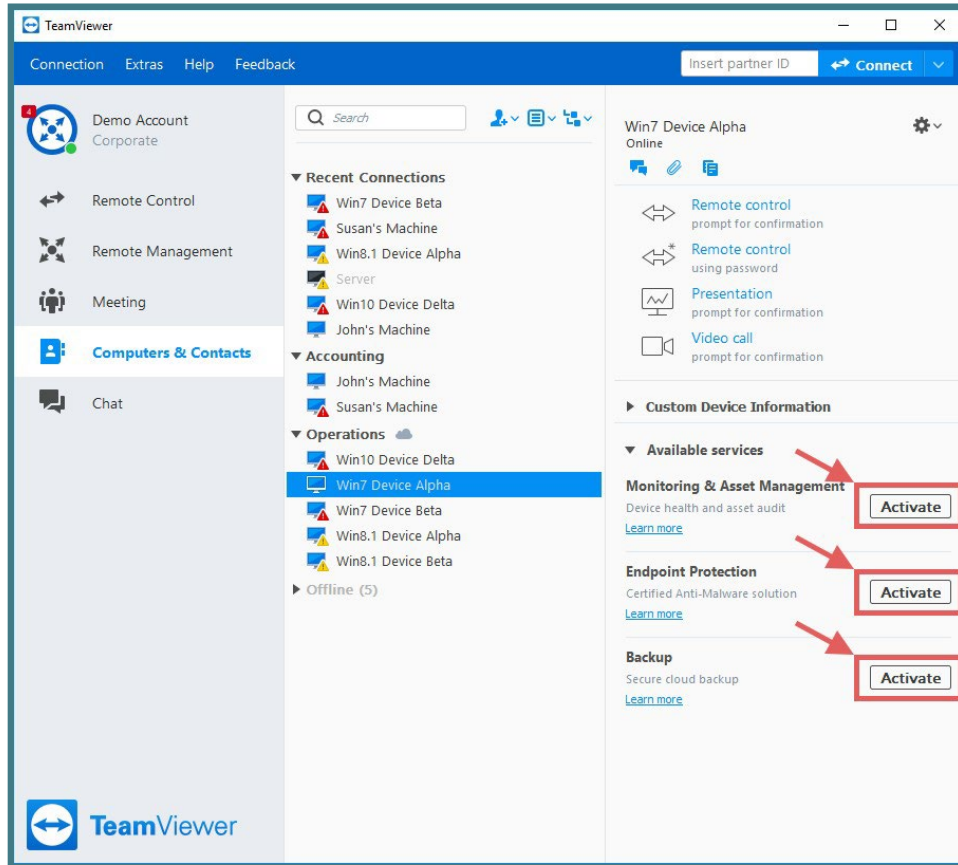 TeamViewer
Connection Extras Help Feedback
Insert partner ID
Connect
4
Demo Account
Corporate
Remote Control
Remote Management
Meeting
Computers & Contacts
Chat
TeamViewer
Search
Recent Connections
Win7 Device Beta
Susan's Machine
Win8.1 Device Alpha
Server
Win10 Device Delta
John's Machine
Accounting
John's Machine
Susan's Machine
Operations
Win10 Device Delta
Win7 Device Alpha
Win7 Device Beta
Win8.1 Device Alpha
Win8.1 Device Beta
Offline (5)
Win7 Device Alpha
Online
Remote control
prompt for confirmation
Remote control
using password
Presentation
prompt for confirmation
Video call
prompt for confirmation
Custom Device Information
Available services
Monitoring & Asset Management
Device health and asset audit
Learn more
Activate
Endpoint Protection
Certified Anti-Malware solution
Learn more
Activate
Backup
Secure cloud backup
Learn more
Activate